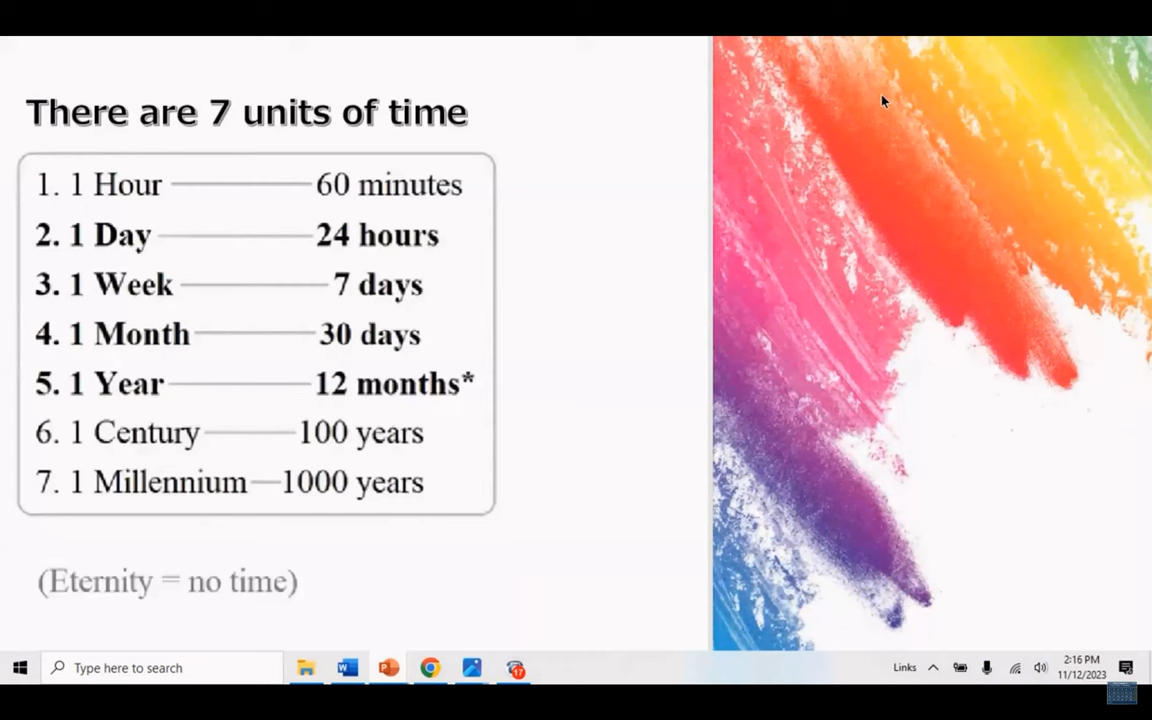 There are 7 units of time
1. 1 Hour 60 minutes
2. 1 Day 24 hours
3. 1 Week 7 days
4. 1 Month 30 days
5. 1 Year 12 months*
6. 1 Century 100 years
7. 1 Millennium 1000 years
(Eternity = no time)
Type here to search
Links
2:16 PM
11/12/2023
17